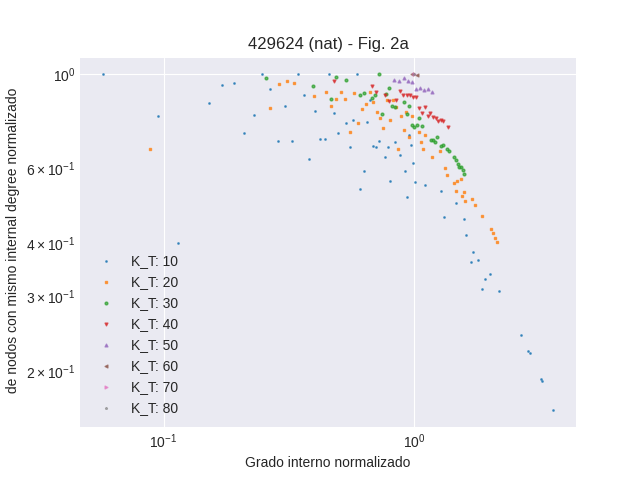 429624 (nat) - Fig. 2a
de nodos con mismo internal degree normalizado
10⁰
6 × 10⁻¹
4 × 10⁻¹
3 × 10⁻¹
2 × 10⁻¹
K_T: 10
K_T: 20
K_T: 30
K_T: 40
K_T: 50
K_T: 60
K_T: 70
K_T: 80
10⁻¹
10⁰
Grado interno normalizado